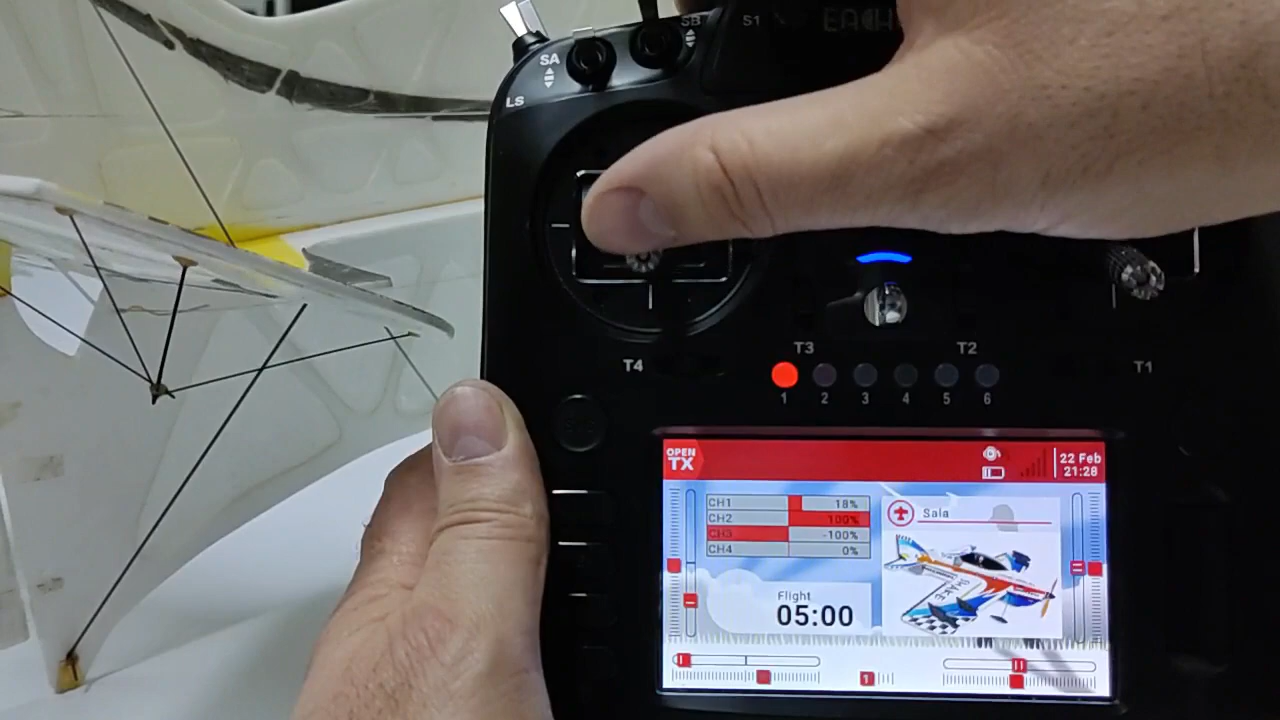 SB
S1
EACH
SA
LS
T3
T2
T4
T1
1 2 3 4 5 6
OPEN
TX
22 Feb
21:28
CH1 18%
CH2 100%
CH3 -100%
CH4 0%
Sala
Flight
05:00
1